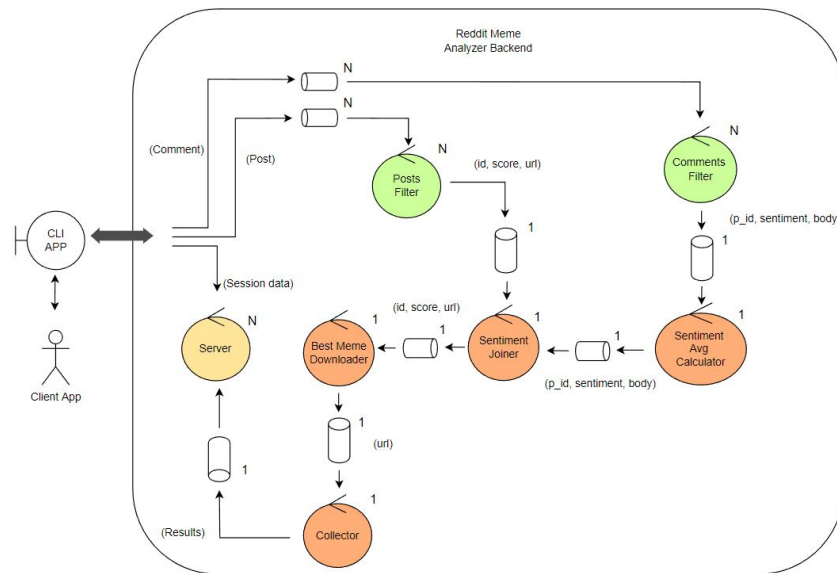 Reddit Meme
Analyzer Backend
N
N
(Comment)
(Post)
N
Posts
Filter
(id, score, url)
N
Comments
Filter
(p_id, sentiment, body)
1
1
CLI
APP
(Session data)
N
Server
(id, score, url)
1
Best Meme
Downloader
1
1
Sentiment
Joiner
1
1
Sentiment
Avg
Calculator
(p_id, sentiment, body)
Client App
1
(url)
1
1
Collector
(Results)